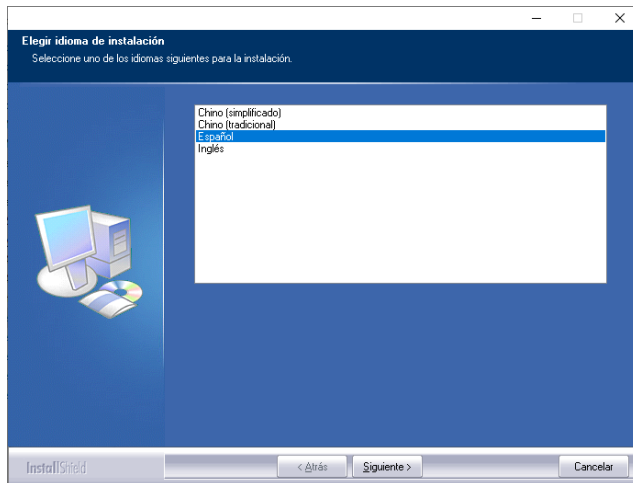 Elegir idioma de instalación
Seleccione uno de los idiomas siguientes para la instalación.
Chino (simplificado)
Chino (tradicional)
Español
Inglés
InstallShield
< Atrás
Siguiente >
Cancelar